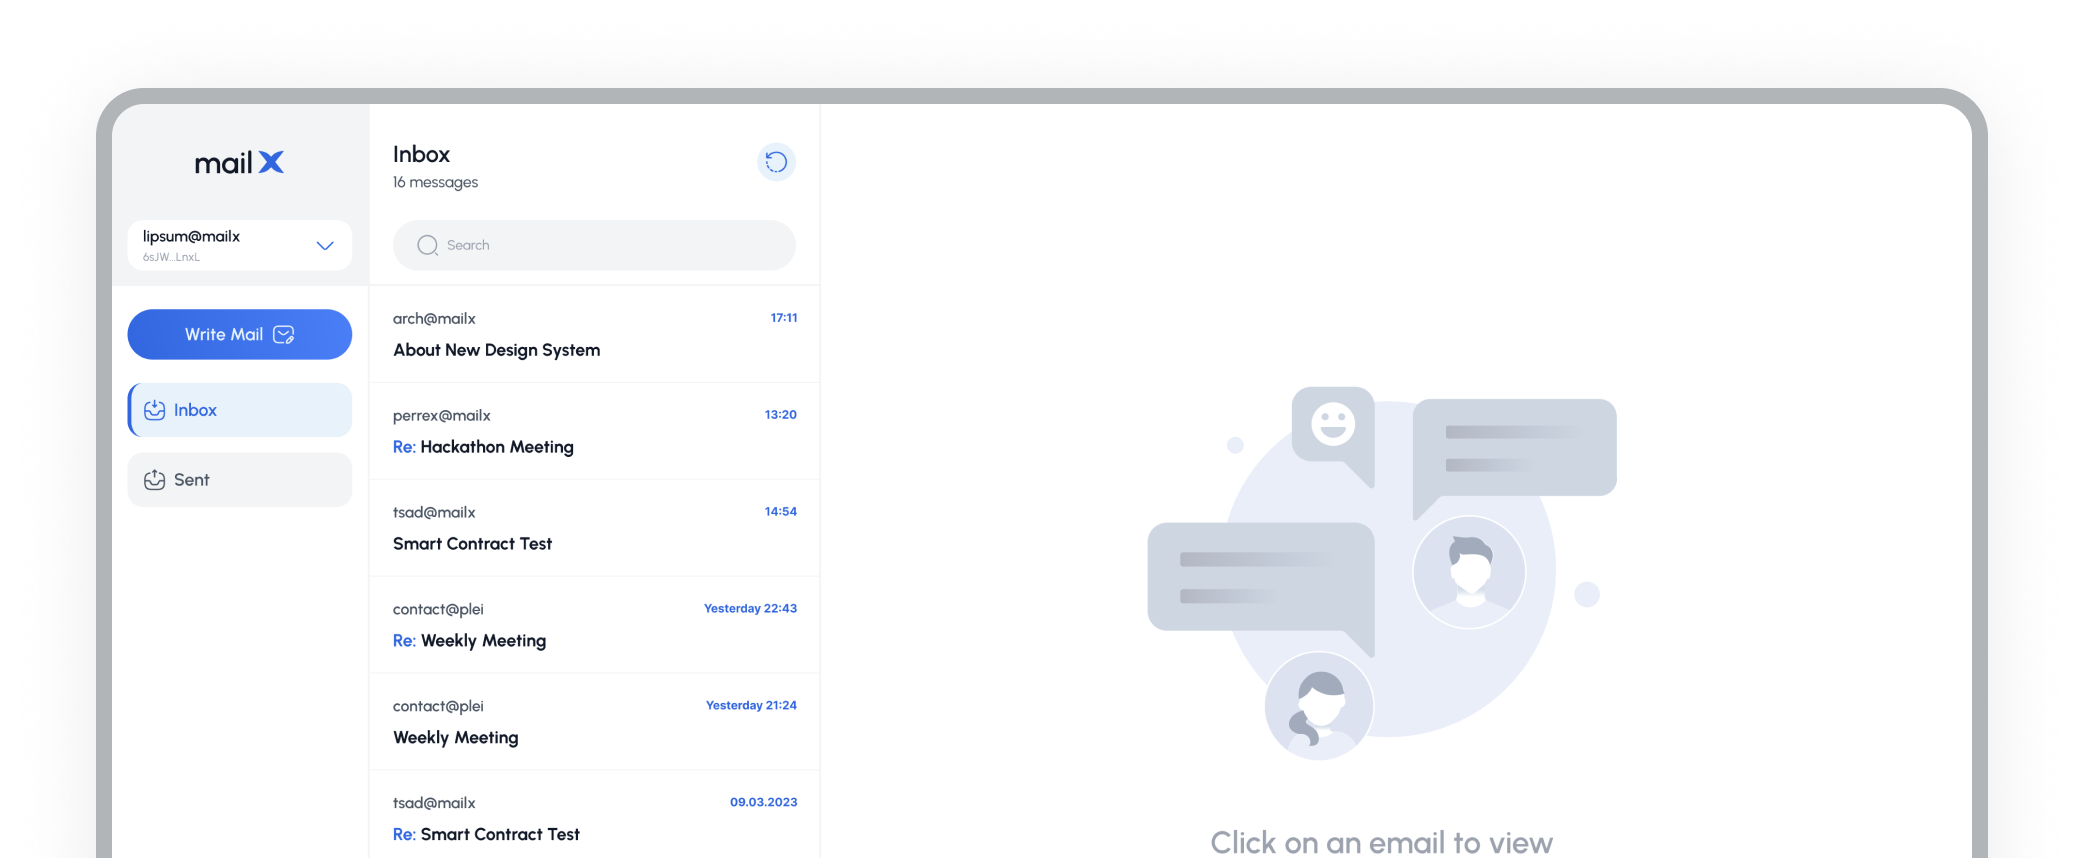 mail X
lipsum@mailx
6sJW...LnxL
Write Mail
Inbox
Sent
Inbox
16 messages
Search
arch@mailx 17:11
About New Design System
perrex@mailx 13:20
Re: Hackathon Meeting
tsad@mailx 14:54
Smart Contract Test
contact@plei Yesterday 22:43
Re: Weekly Meeting
contact@plei Yesterday 21:24
Weekly Meeting
tsad@mailx 09.03.2023
Re: Smart Contract Test
Click on an email to view